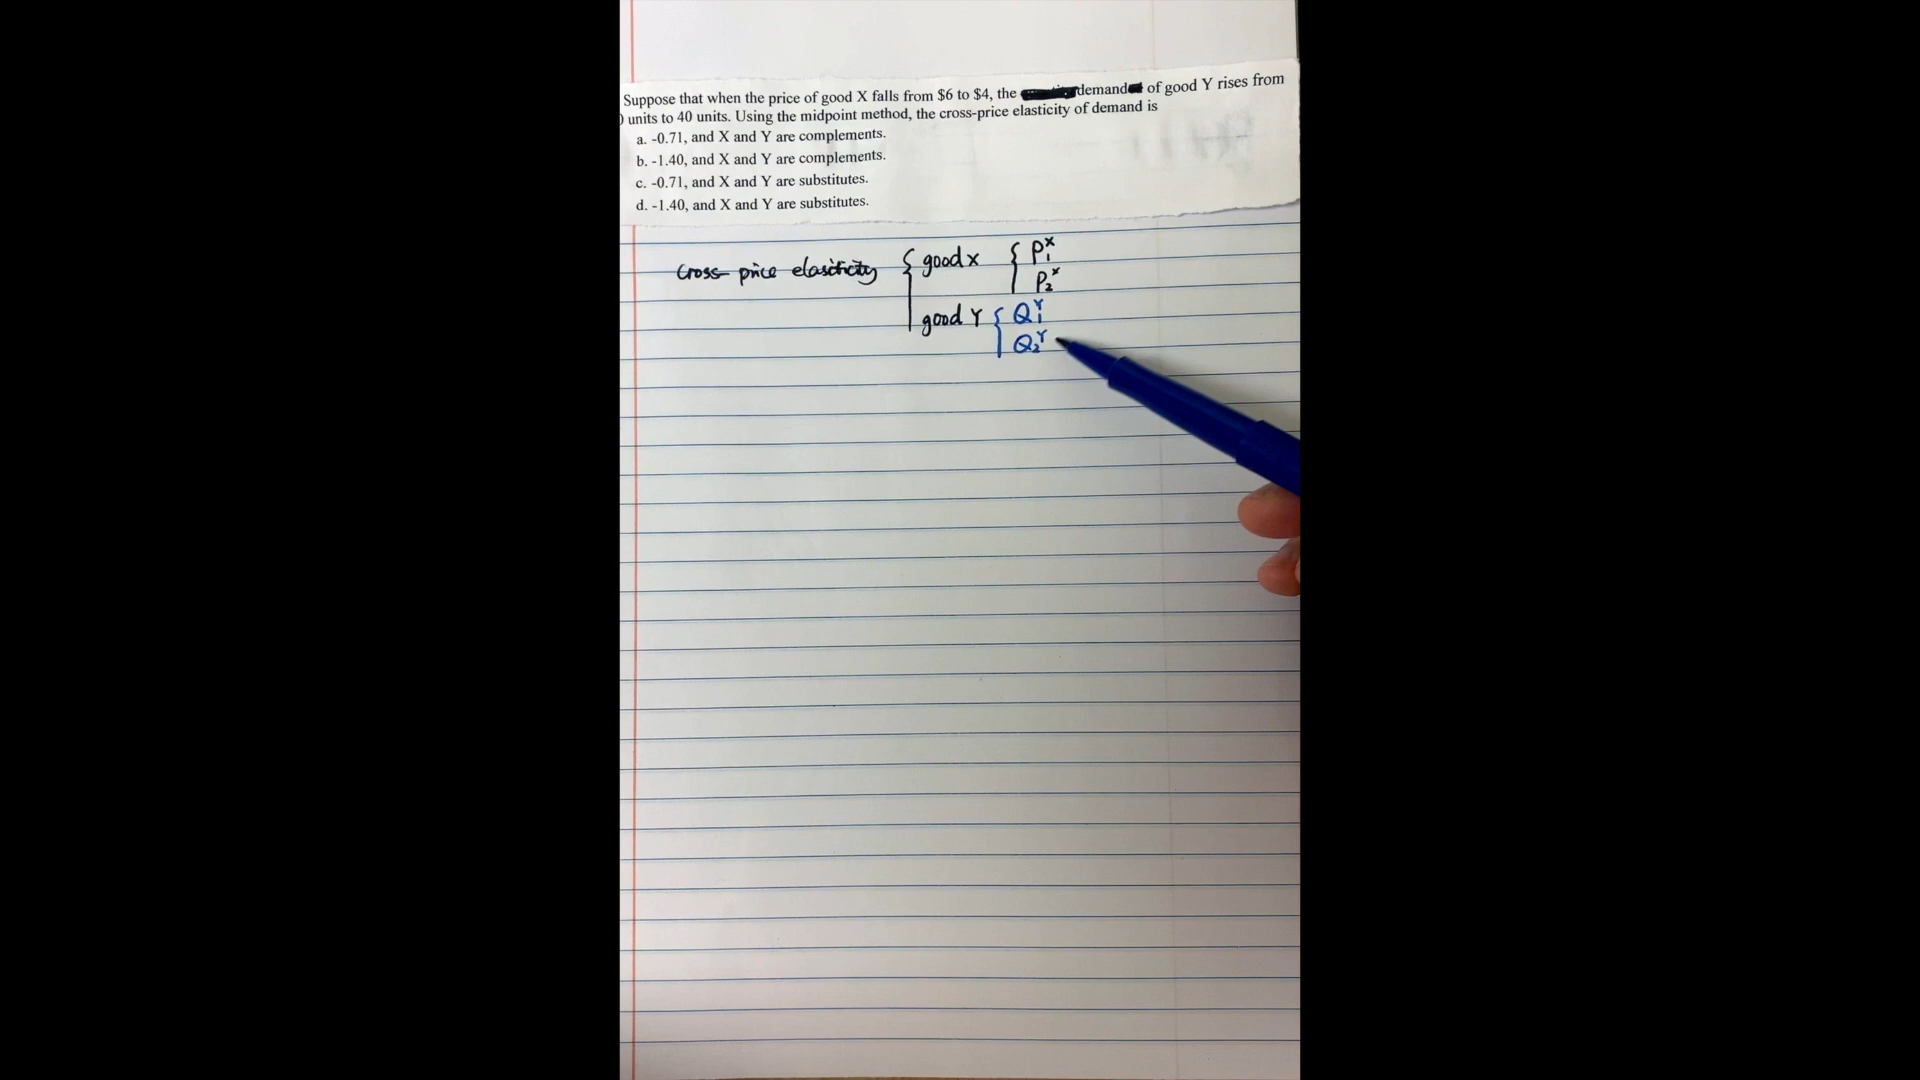 Suppose that when the price of good X falls from $6 to $4, the demand of good Y rises from
units to 40 units. Using the midpoint method, the cross-price elasticity of demand is
a. -0.71, and X and Y are complements.
b. -1.40, and X and Y are complements.
c. -0.71, and X and Y are substitutes.
d. -1.40, and X and Y are substitutes.
cross price elasticity { good x { P₁ˣ
P₂ˣ
good Y { Q₁ʸ
Q₂ʸ